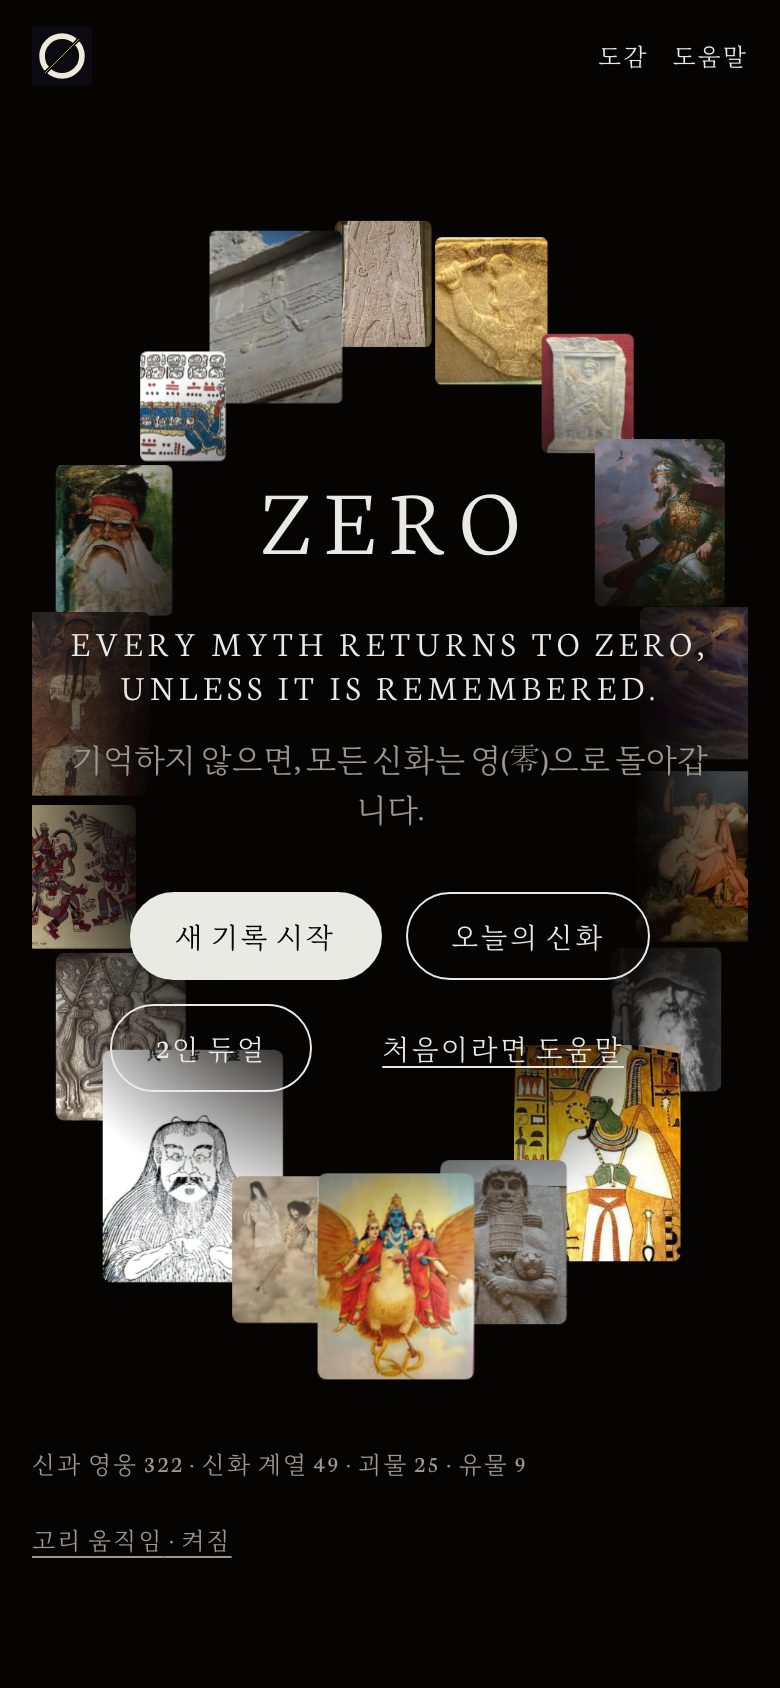 도감 도움말
ZERO
EVERY MYTH RETURNS TO ZERO,
UNLESS IT IS REMEMBERED.
기억하지 않으면, 모든 신화는 영(零)으로 돌아갑
니다.
새 기록 시작 오늘의 신화
2인 듀얼 처음이라면 도움말
신과 영웅 322 · 신화 계열 49 · 괴물 25 · 유물 9
고리 움직임 · 켜짐